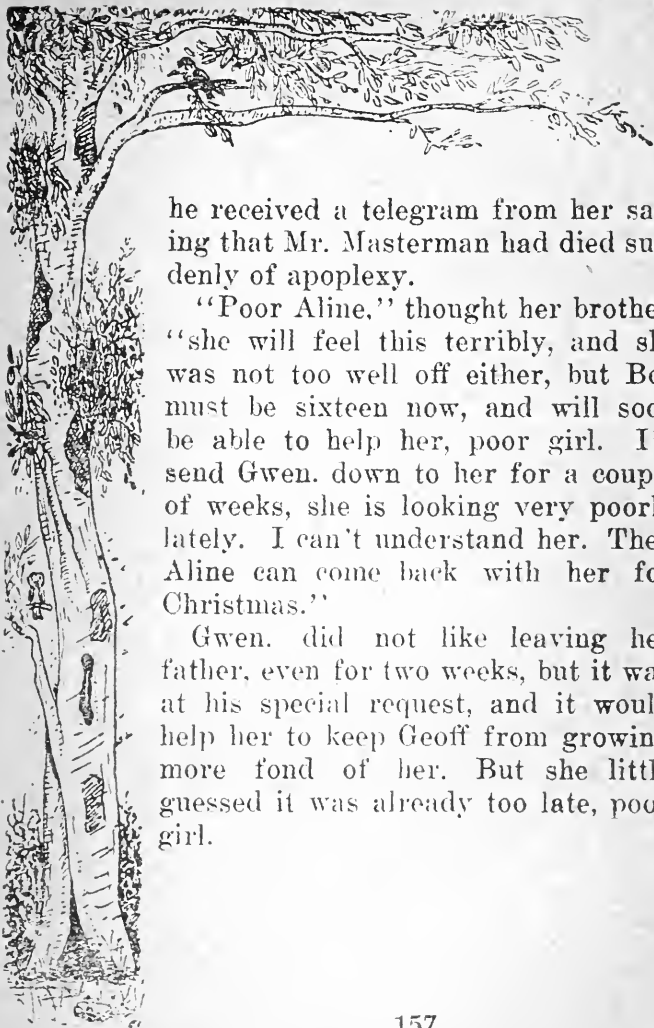 he received a telegram from her sa
ing that Mr. Masterman had died su
denly of apoplexy.
"Poor Aline," thought her brothe
"she will feel this terribly, and sh
was not too well off either, but Bo
must be sixteen now, and will soo
be able to help her, poor girl. I'
send Gwen. down to her for a coup
of weeks, she is looking very poorl
lately. I can't understand her. The
Aline can come back with her fo
Christmas."
Gwen. did not like leaving he
father, even for two weeks, but it wa
at his special request, and it woul
help her to keep Geoff from growin
more fond of her. But she littl
guessed it was already too late, poo
girl.
157